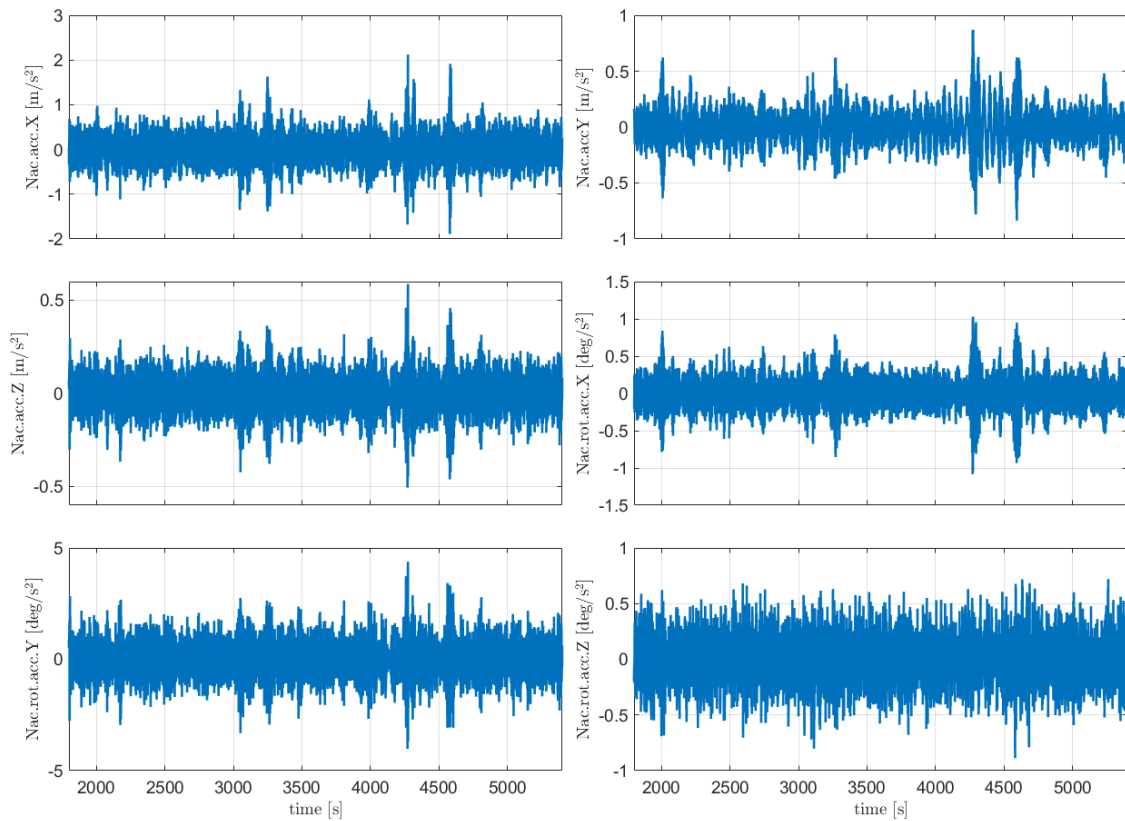 3
2
1
0
-1
-2
Nac.acc.X [m/s²]
1
0.5
0
-0.5
-1
Nac.accY [m/s²]
0.5
0
-0.5
Nac.acc.Z [m/s²]
1.5
1
0.5
0
-0.5
-1
-1.5
Nac.rot.acc.X [deg/s²]
5
0
-5
Nac.rot.acc.Y [deg/s²]
2000 2500 3000 3500 4000 4500 5000
time [s]
1
0.5
0
-0.5
-1
Nac.rot.acc.Z [deg/s²]
2000 2500 3000 3500 4000 4500 5000
time [s]